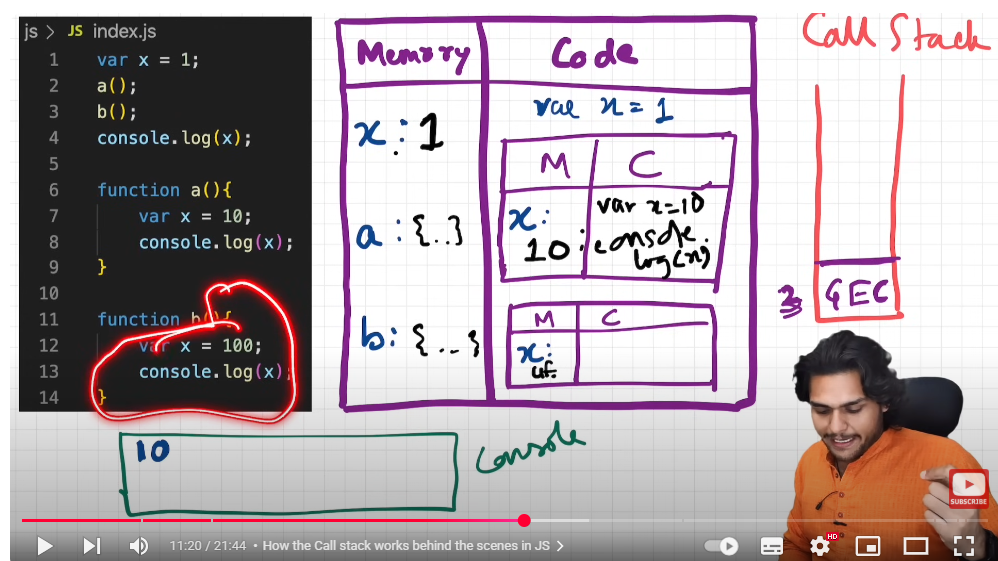 js > JS index.js
1 var x = 1;
2 a();
3 b();
4 console.log(x);
5
6 function a(){
7 var x = 10;
8 console.log(x);
9 }
10
11 function b(){
12 var x = 100;
13 console.log(x);
14 }
Memory
Code
x : 1
a : {..}
b : {...}
var x = 1
M C
x:
10
var x=10
console.
log(x)
M C
x:
uf.
Call Stack
GEC
10
Console
SUBSCRIBE
11:20 / 21:44 • How the Call stack works behind the scenes in JS >
HD